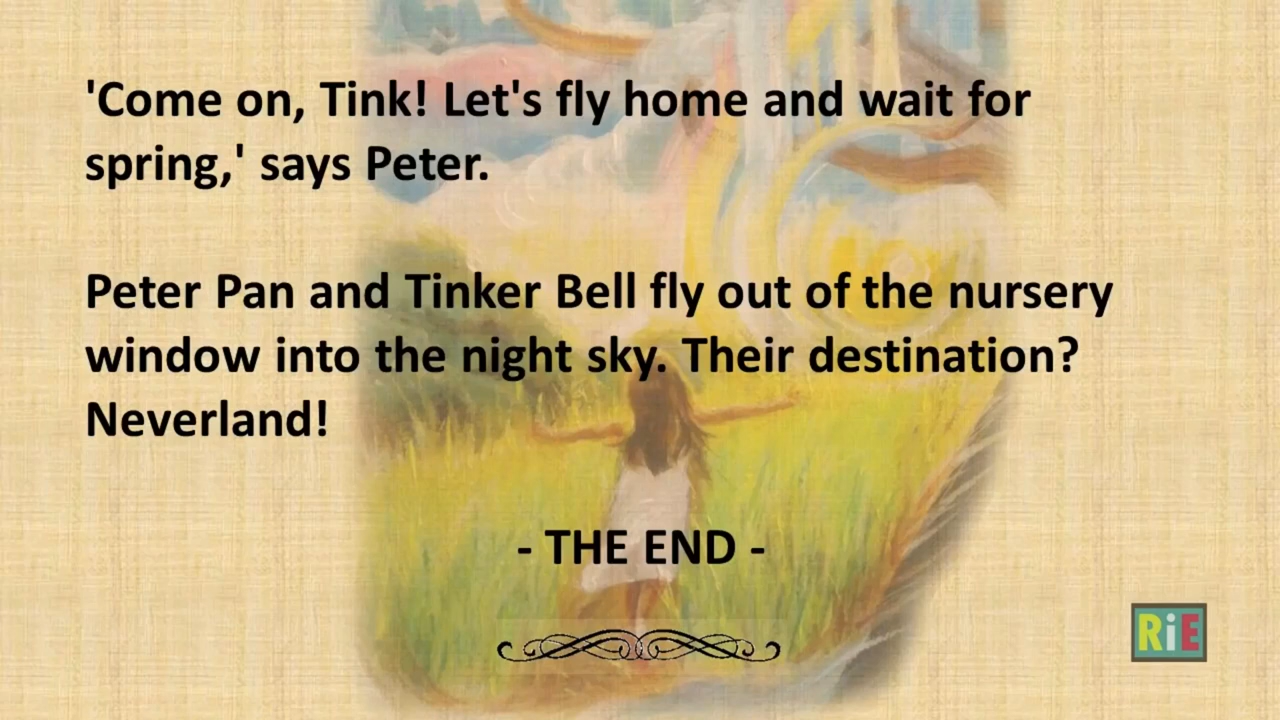 'Come on, Tink! Let's fly home and wait for
spring,' says Peter.
Peter Pan and Tinker Bell fly out of the nursery
window into the night sky. Their destination?
Neverland!
- THE END -
RiE